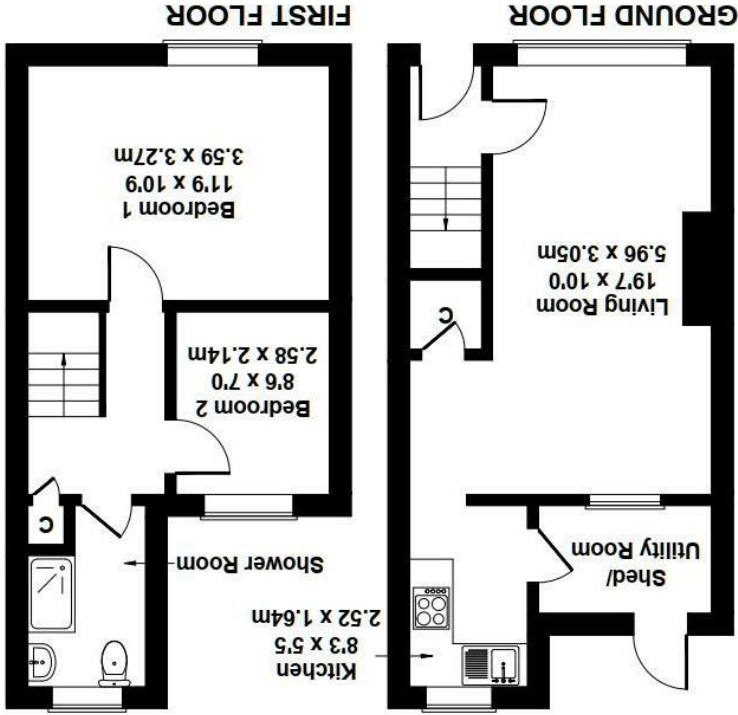 Kitchen
8'3 x 5'5
2.52 x 1.64m
Shed/
Utility Room
C
Living Room
19'7 x 10'0
5.96 x 3.05m
GROUND FLOOR
Shower Room
C
Bedroom 2
8'6 x 7'0
2.58 x 2.14m
Bedroom 1
11'9 x 10'9
3.59 x 3.27m
FIRST FLOOR